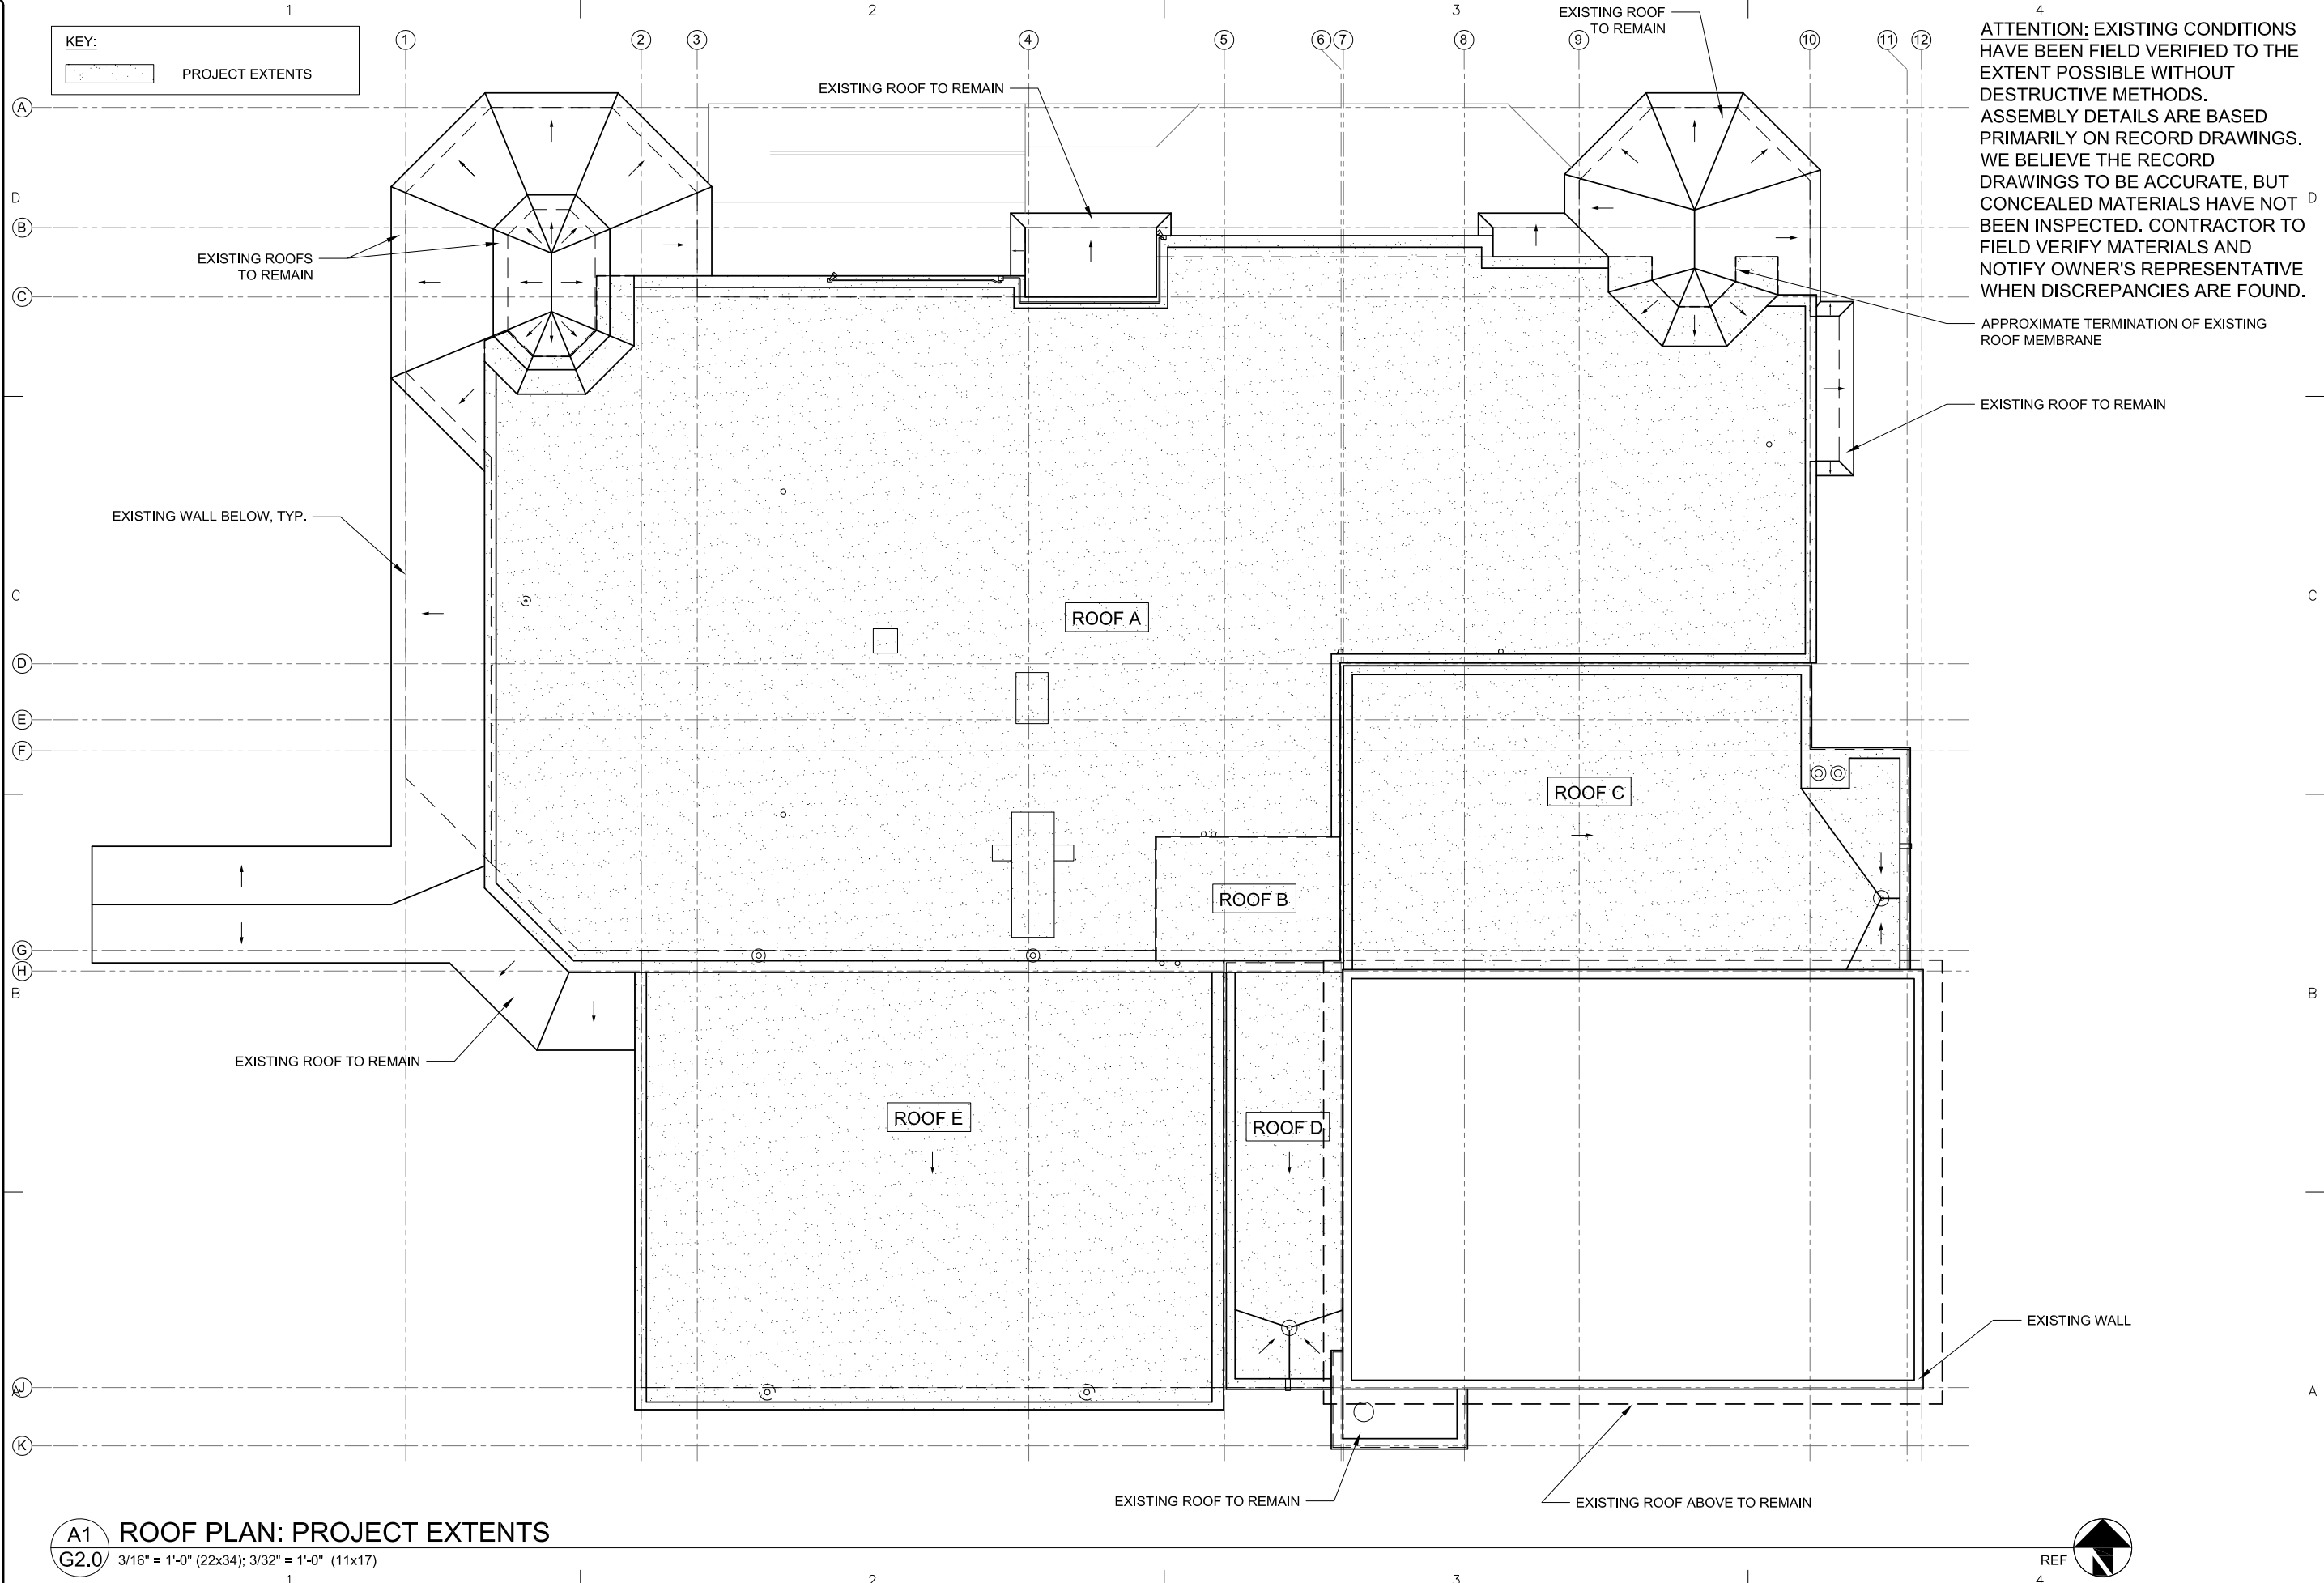 1
2
3
4
KEY:
PROJECT EXTENTS
1
2
3
4
5
6
7
8
9
10
11
12
EXISTING ROOF
TO REMAIN
EXISTING ROOF TO REMAIN
ATTENTION: EXISTING CONDITIONS
HAVE BEEN FIELD VERIFIED TO THE
EXTENT POSSIBLE WITHOUT
DESTRUCTIVE METHODS.
ASSEMBLY DETAILS ARE BASED
PRIMARILY ON RECORD DRAWINGS.
WE BELIEVE THE RECORD
DRAWINGS TO BE ACCURATE, BUT
CONCEALED MATERIALS HAVE NOT
BEEN INSPECTED. CONTRACTOR TO
FIELD VERIFY MATERIALS AND
NOTIFY OWNER'S REPRESENTATIVE
WHEN DISCREPANCIES ARE FOUND.
A
D
D
B
EXISTING ROOFS
TO REMAIN
C
APPROXIMATE TERMINATION OF EXISTING
ROOF MEMBRANE
EXISTING ROOF TO REMAIN
EXISTING WALL BELOW, TYP.
C
C
ROOF A
D
E
F
ROOF C
ROOF B
G
H
B
B
EXISTING ROOF TO REMAIN
ROOF E
ROOF D
EXISTING WALL
J
A
A
K
EXISTING ROOF TO REMAIN
EXISTING ROOF ABOVE TO REMAIN
A1
G2.0
ROOF PLAN: PROJECT EXTENTS
3/16" = 1'-0" (22x34); 3/32" = 1'-0" (11x17)
REF
N
1
2
3
4